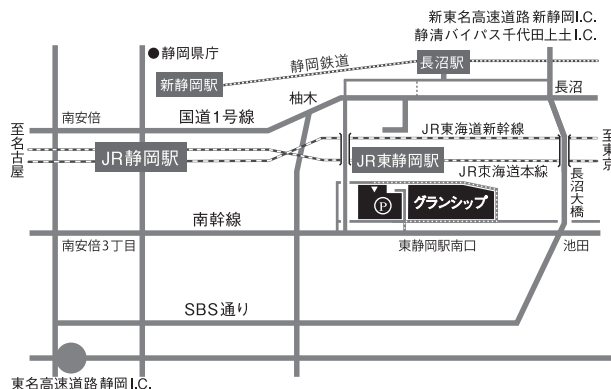 新東名高速道路 新静岡I.C.
静清バイパス千代田上土I.C.
●静岡県庁
静岡鉄道
長沼駅
新静岡駅
柚木
長沼
南安倍
国道1号線
JR東海道新幹線
至名古屋
至東京
JR静岡駅
JR東静岡駅
JR東海道本線
長沼大橋
P
グランシップ
南幹線
南安倍3丁目
東静岡駅南口
池田
SBS通り
東名高速道路 静岡I.C.